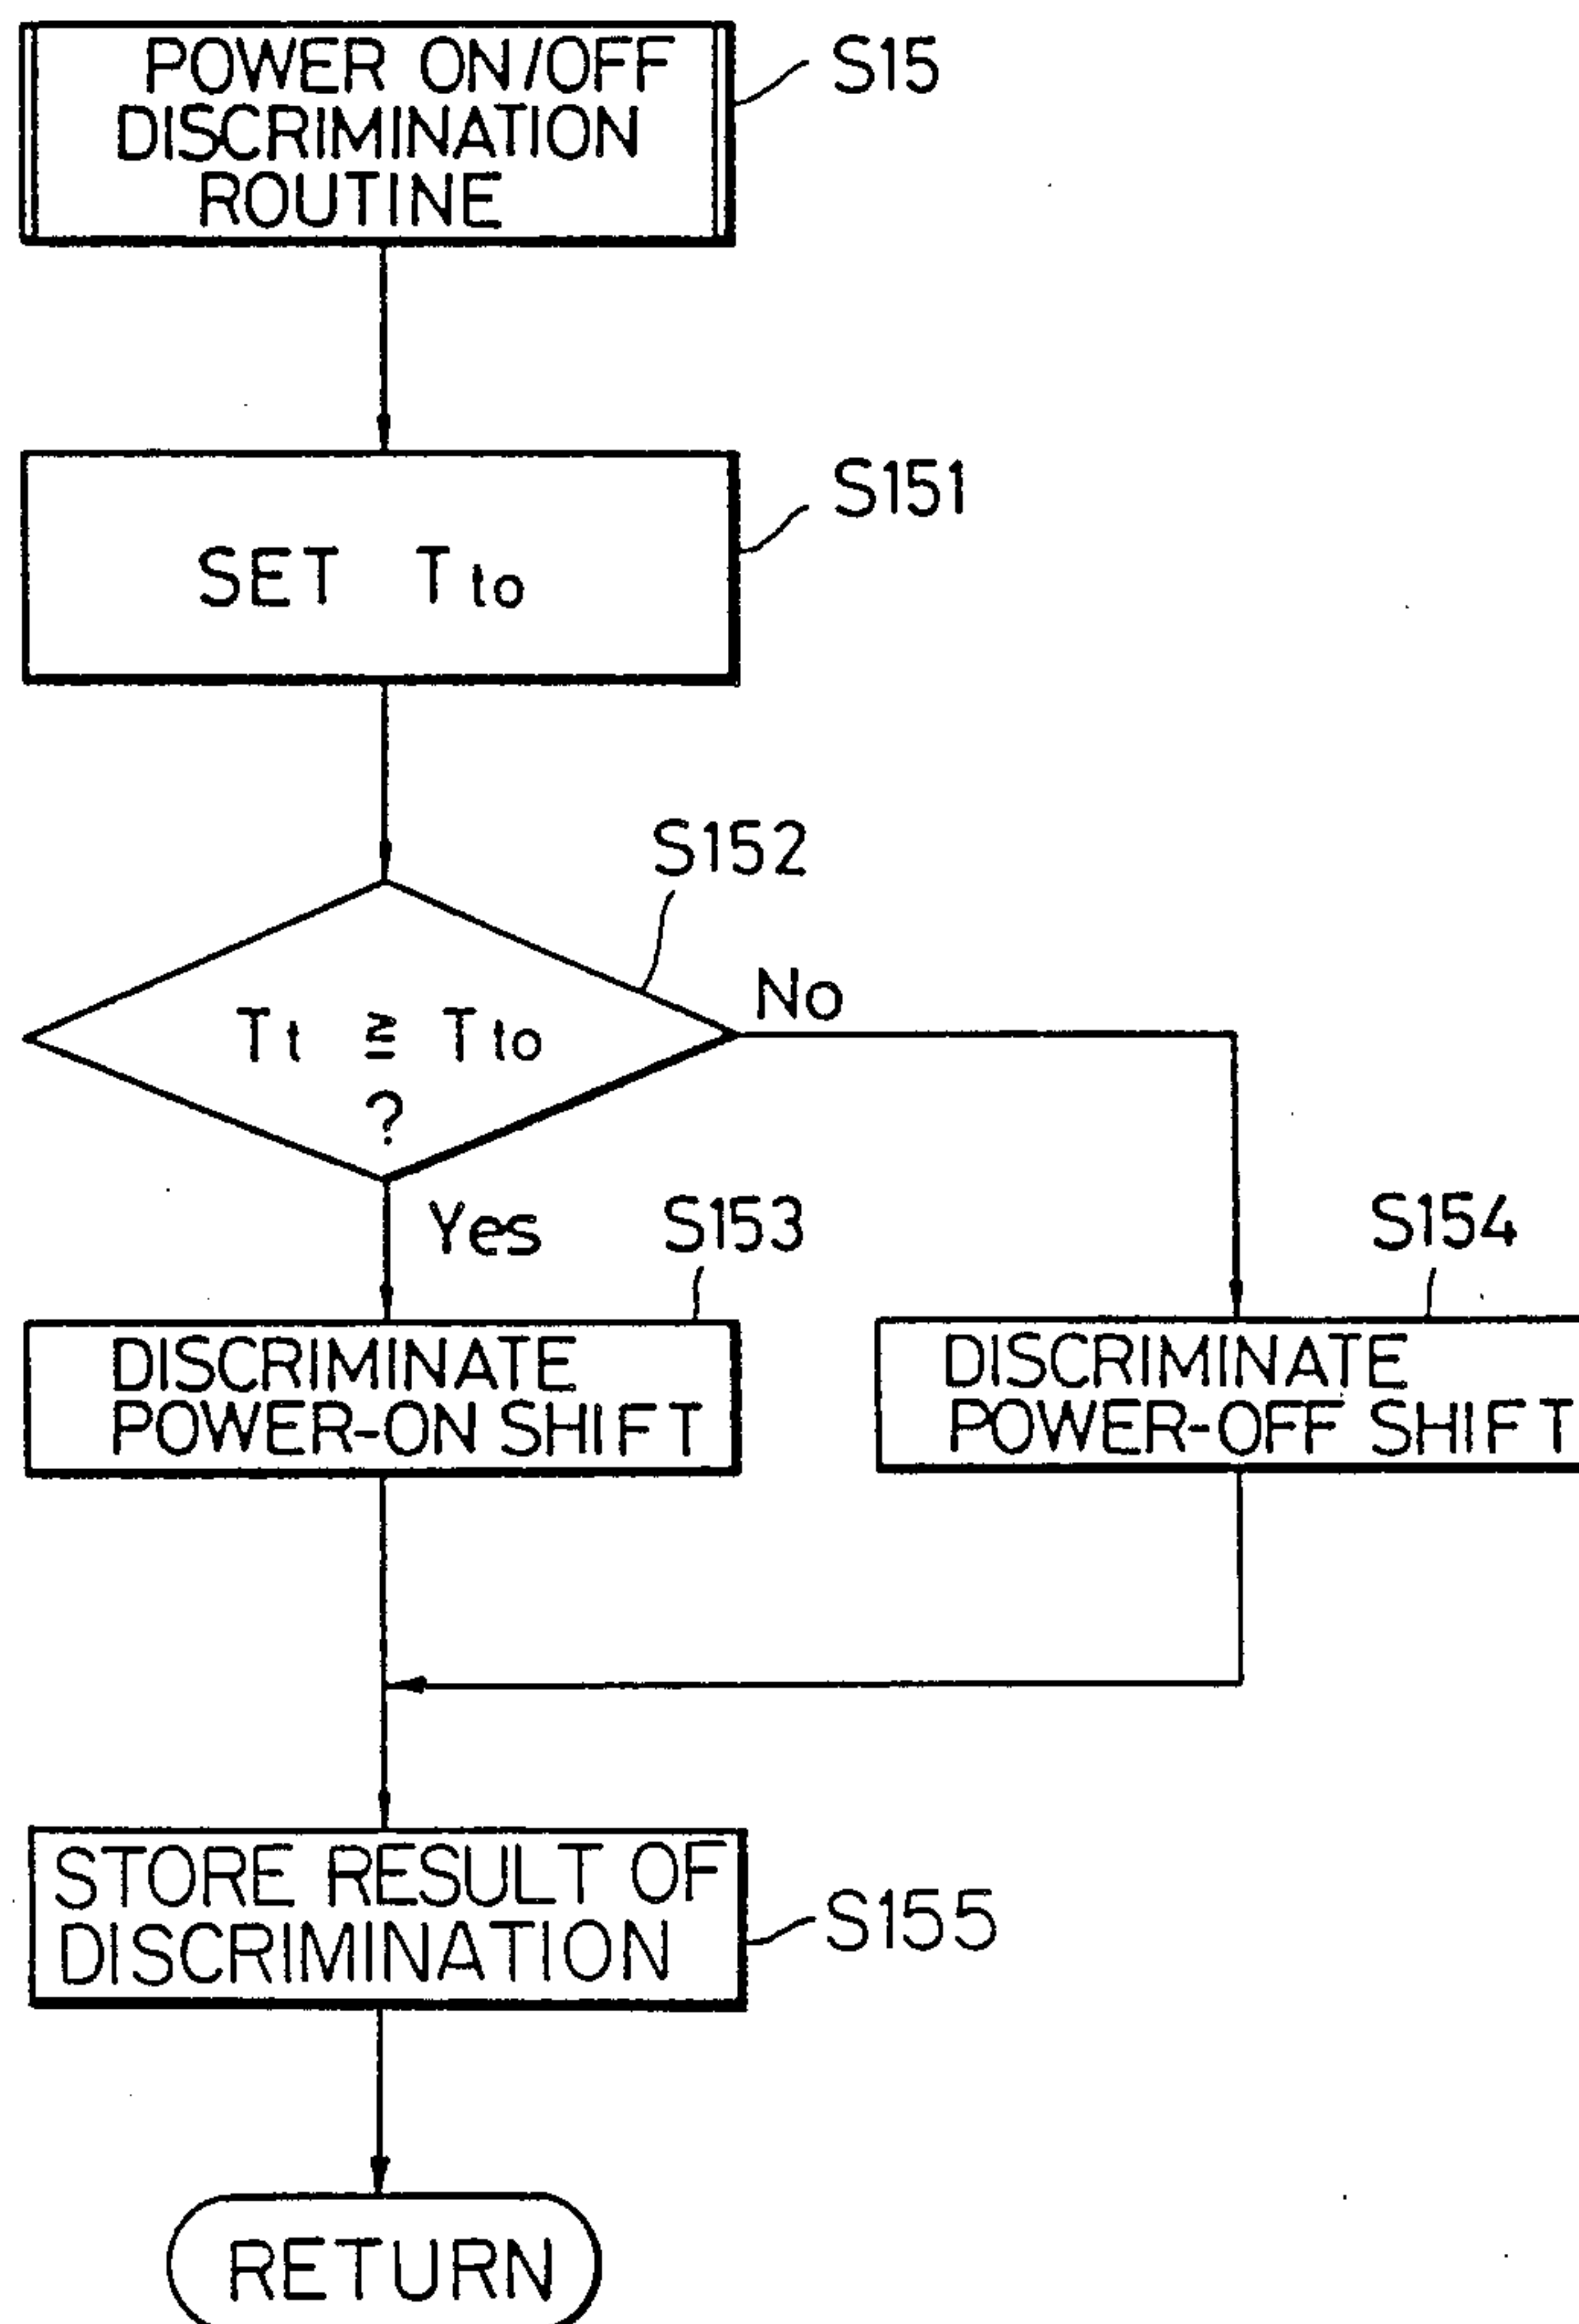 POWER ON/OFF
DISCRIMINATION
ROUTINE
S15
S151
SET Tto
S152
Tt ≧ Tto
?
No
Yes
S153
S154
DISCRIMINATE
POWER-ON SHIFT
DISCRIMINATE
POWER-OFF SHIFT
STORE RESULT OF
DISCRIMINATION
S155
RETURN